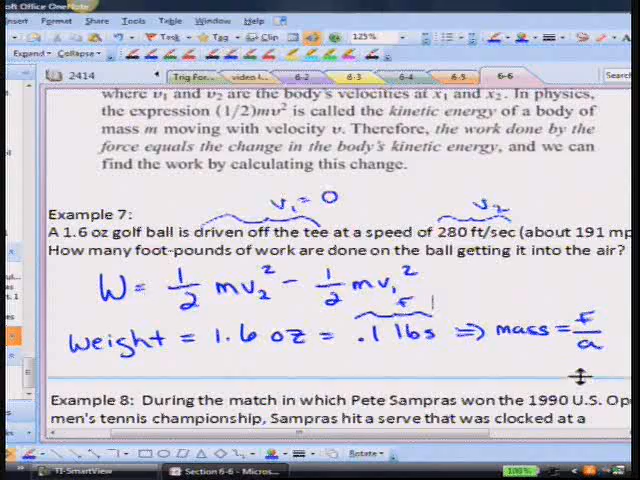 soft Office OneNote
Insert Format Share Tools Table Window Help 125%
Task Tag Clip
Expand Collapse
2414 Trig For... video l... 6-2 6-3 6-4 6-5 6-6
where v₁ and v₂ are the body's velocities at x₁ and x₂. In physics,
the expression (1/2)mv² is called the kinetic energy of a body of
mass m moving with velocity v. Therefore, the work done by the
force equals the change in the body's kinetic energy, and we can
find the work by calculating this change.
v₁ = 0 v₂
Example 7:
A 1.6 oz golf ball is driven off the tee at a speed of 280 ft/sec (about 191 mp
How many foot-pounds of work are done on the ball getting it into the air?
W = 1/2 mv₂² − 1/2 mv₁²
F
weight = 1.6 oz = .1 lbs ⇒ mass = F/a
Example 8: During the match in which Pete Sampras won the 1990 U.S. Op
men's tennis championship, Sampras hit a serve that was clocked at a
Rotate
TI-SmartView Section 6-6 - Micros... 100%